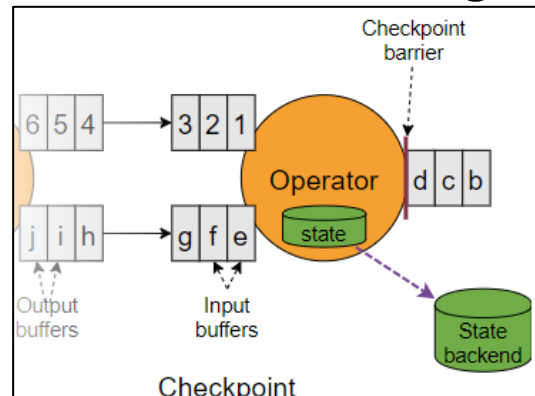 Checkpoint
barrier
6 5 4
3 2 1
Operator
d c b
state
j i h
g f e
Output
buffers
Input
buffers
State
backend
Checkpoint